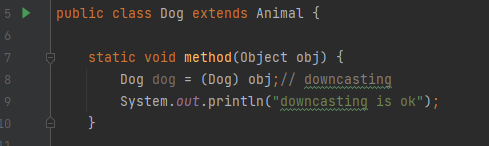 5 public class Dog extends Animal {
6
7 static void method(Object obj) {
8 Dog dog = (Dog) obj;// downcasting
9 System.out.println("downcasting is ok");
10 }